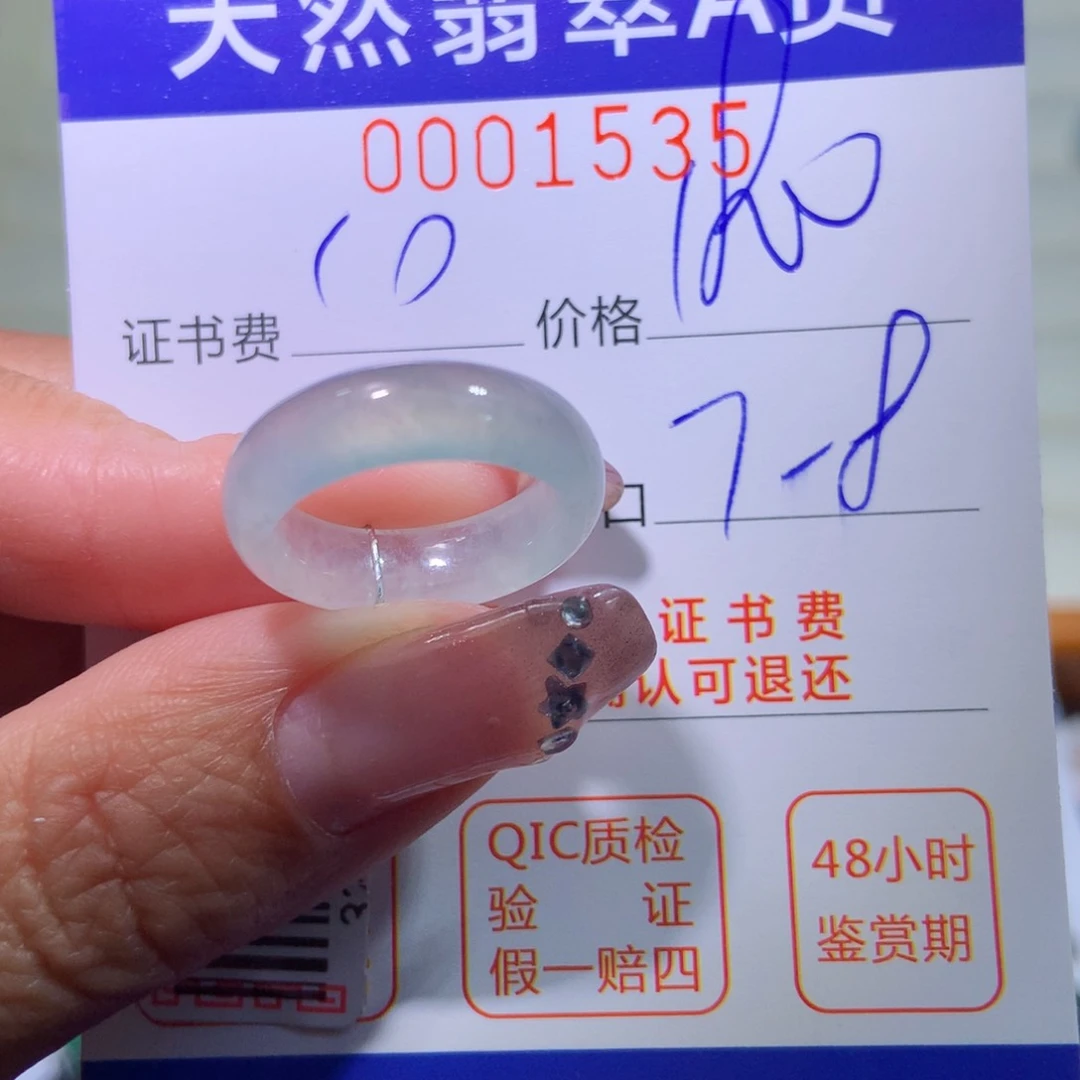 天然翡翠A货
0001535
证书费 10 价格 180
口 7-8
证书费
认可退还
QIC质检
验 证
假一赔四
48小时
鉴赏期